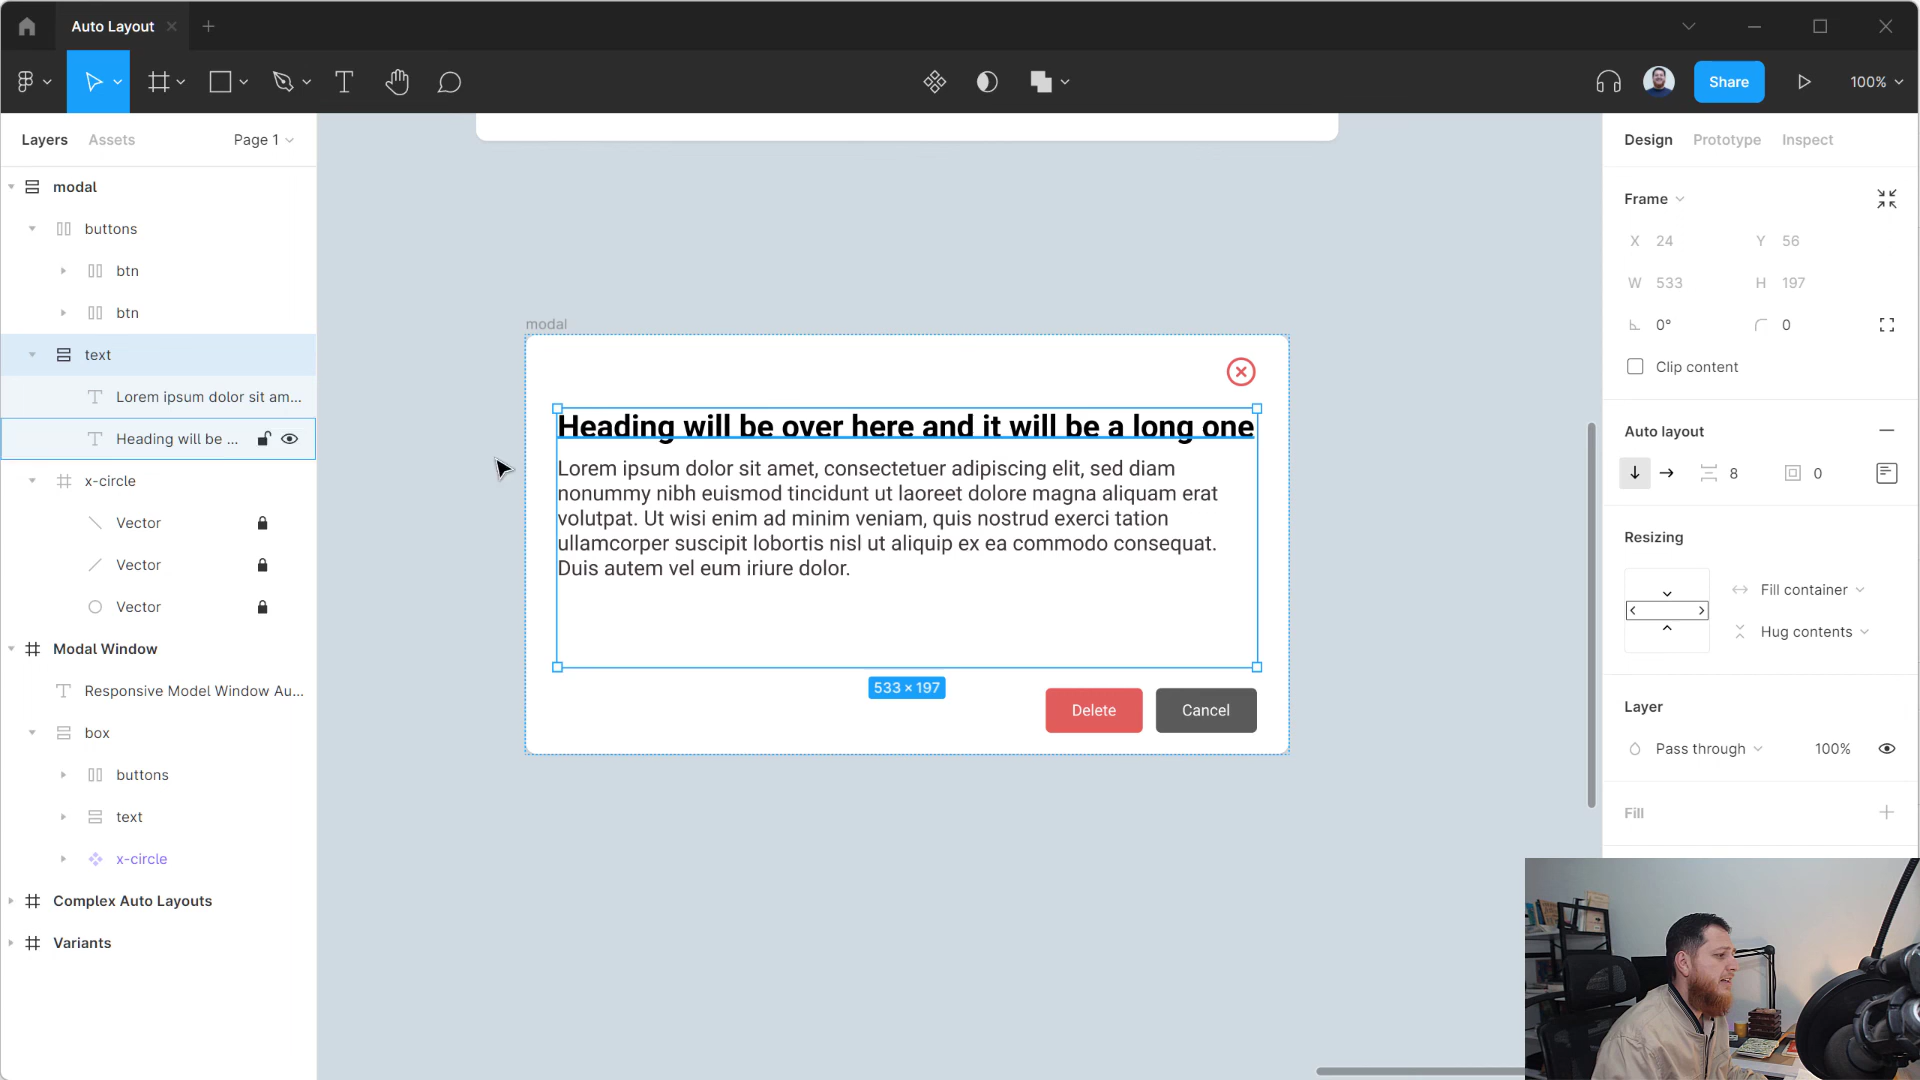 Auto Layout
Share
100%
Layers
Assets
Page 1
modal
buttons
btn
btn
text
Lorem ipsum dolor sit am...
Heading will be ...
x-circle
Vector
Vector
Vector
Modal Window
Responsive Model Window Au...
box
buttons
text
x-circle
Complex Auto Layouts
Variants
modal
Heading will be over here and it will be a long one
Lorem ipsum dolor sit amet, consectetuer adipiscing elit, sed diam
nonummy nibh euismod tincidunt ut laoreet dolore magna aliquam erat
volutpat. Ut wisi enim ad minim veniam, quis nostrud exerci tation
ullamcorper suscipit lobortis nisl ut aliquip ex ea commodo consequat.
Duis autem vel eum iriure dolor.
533 × 197
Delete
Cancel
Design
Prototype
Inspect
Frame
X 24
Y 56
W 533
H 197
0°
0
Clip content
Auto layout
8
0
Resizing
Fill container
Hug contents
Layer
Pass through
100%
Fill